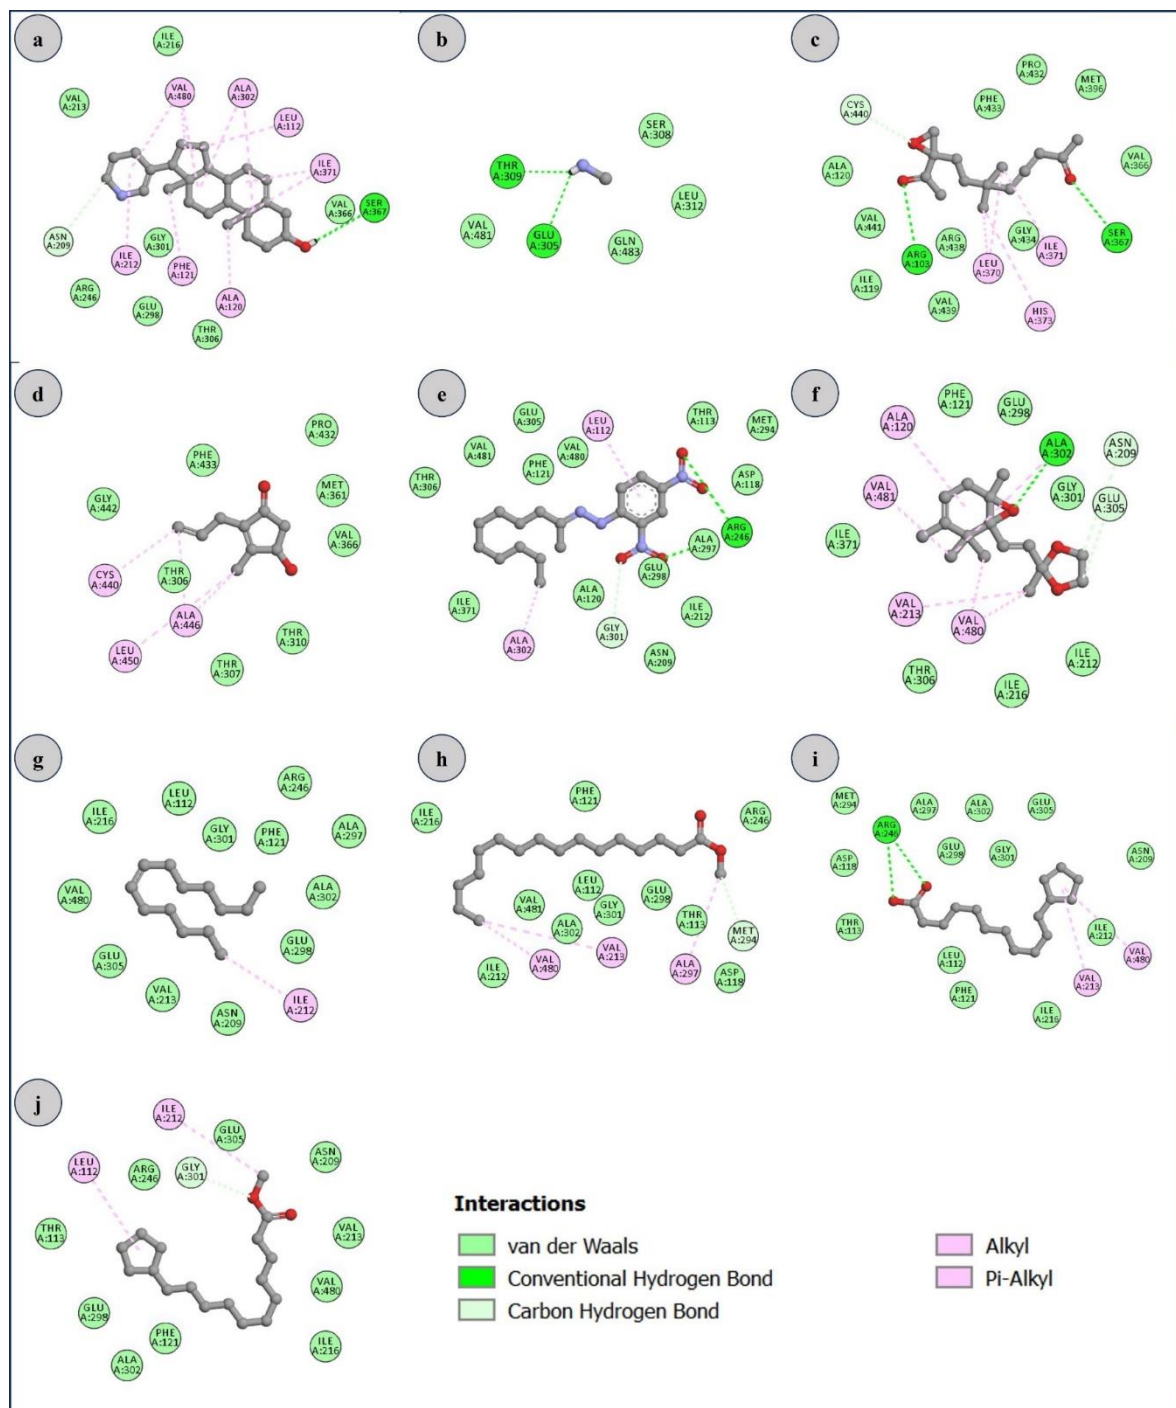 a
ILE
A:216
VAL
A:213
VAL
A:480
ALA
A:302
LEU
A:112
ILE
A:371
VAL
A:366
SER
A:367
ASN
A:209
GLY
A:301
ILE
A:212
PHE
A:121
ARG
A:246
GLU
A:298
ALA
A:120
THR
A:306
b
SER
A:308
THR
A:309
LEU
A:312
VAL
A:481
GLU
A:305
GLN
A:483
c
PRO
A:432
MET
A:396
PHE
A:433
CYS
A:440
VAL
A:366
ALA
A:120
VAL
A:441
ARG
A:438
GLY
A:434
SER
A:367
ARG
A:103
LEU
A:370
ILE
A:371
ILE
A:119
VAL
A:439
HIS
A:373
d
PRO
A:432
PHE
A:433
GLY
A:442
MET
A:361
VAL
A:366
CYS
A:440
THR
A:306
ALA
A:446
THR
A:310
LEU
A:450
THR
A:307
e
GLU
A:305
LEU
A:112
THR
A:113
MET
A:294
VAL
A:481
VAL
A:480
PHE
A:121
THR
A:306
ASP
A:118
ARG
A:246
ALA
A:297
GLU
A:298
ALA
A:120
ILE
A:371
ILE
A:212
GLY
A:301
ALA
A:302
ASN
A:209
f
PHE
A:121
GLU
A:298
ALA
A:120
ALA
A:302
ASN
A:209
VAL
A:481
GLY
A:301
GLU
A:305
ILE
A:371
VAL
A:213
VAL
A:480
ILE
A:212
THR
A:306
ILE
A:216
g
ARG
A:246
LEU
A:112
ILE
A:216
GLY
A:301
PHE
A:121
ALA
A:297
VAL
A:480
ALA
A:302
GLU
A:305
GLU
A:298
VAL
A:213
ASN
A:209
ILE
A:212
h
PHE
A:121
ILE
A:216
ARG
A:246
LEU
A:112
GLU
A:298
VAL
A:481
GLY
A:301
ALA
A:302
THR
A:113
MET
A:294
VAL
A:213
ILE
A:212
VAL
A:480
ALA
A:297
ASP
A:118
i
MET
A:294
ALA
A:297
ALA
A:302
GLU
A:305
ARG
A:246
GLU
A:298
GLY
A:301
ASN
A:209
ASP
A:118
THR
A:113
ILE
A:212
LEU
A:112
VAL
A:480
VAL
A:213
PHE
A:121
ILE
A:216
j
ILE
A:212
GLU
A:305
ASN
A:209
LEU
A:112
ARG
A:246
GLY
A:301
THR
A:113
VAL
A:213
VAL
A:480
GLU
A:298
PHE
A:121
ILE
A:216
ALA
A:302
Interactions
van der Waals
Conventional Hydrogen Bond
Carbon Hydrogen Bond
Alkyl
Pi-Alkyl